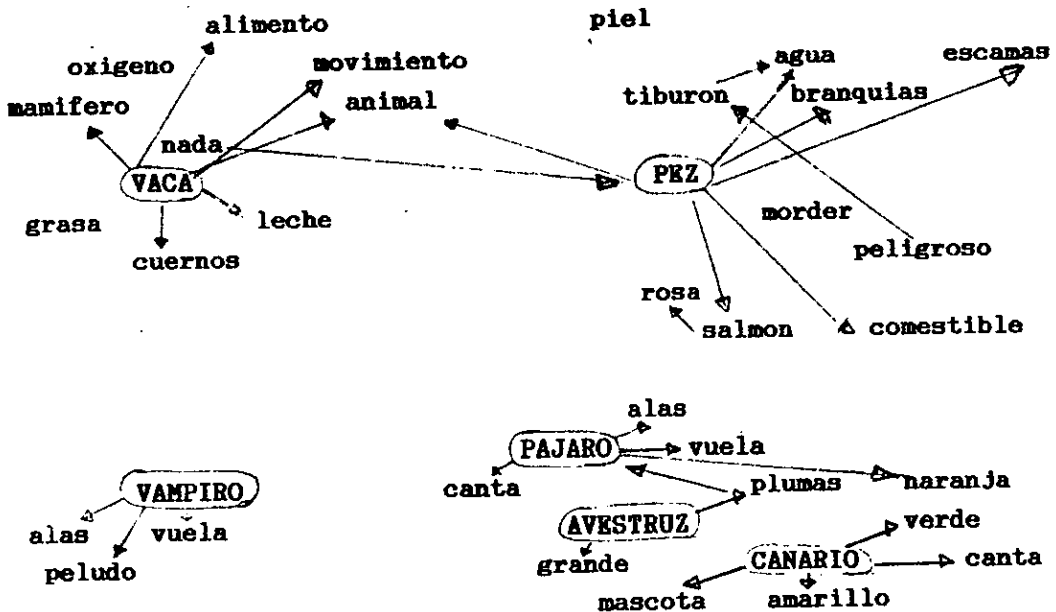 alimento
piel
oxigeno
movimiento
agua
escamas
mamifero
animal
tiburon
branquias
nada
VACA
PEZ
grasa
leche
morder
cuernos
peligroso
rosa
salmon
comestible
alas
PAJARO
vuela
canta
plumas
naranja
VAMPIRO
alas
vuela
peludo
AVESTRUZ
verde
grande
CANARIO
canta
mascota
amarillo